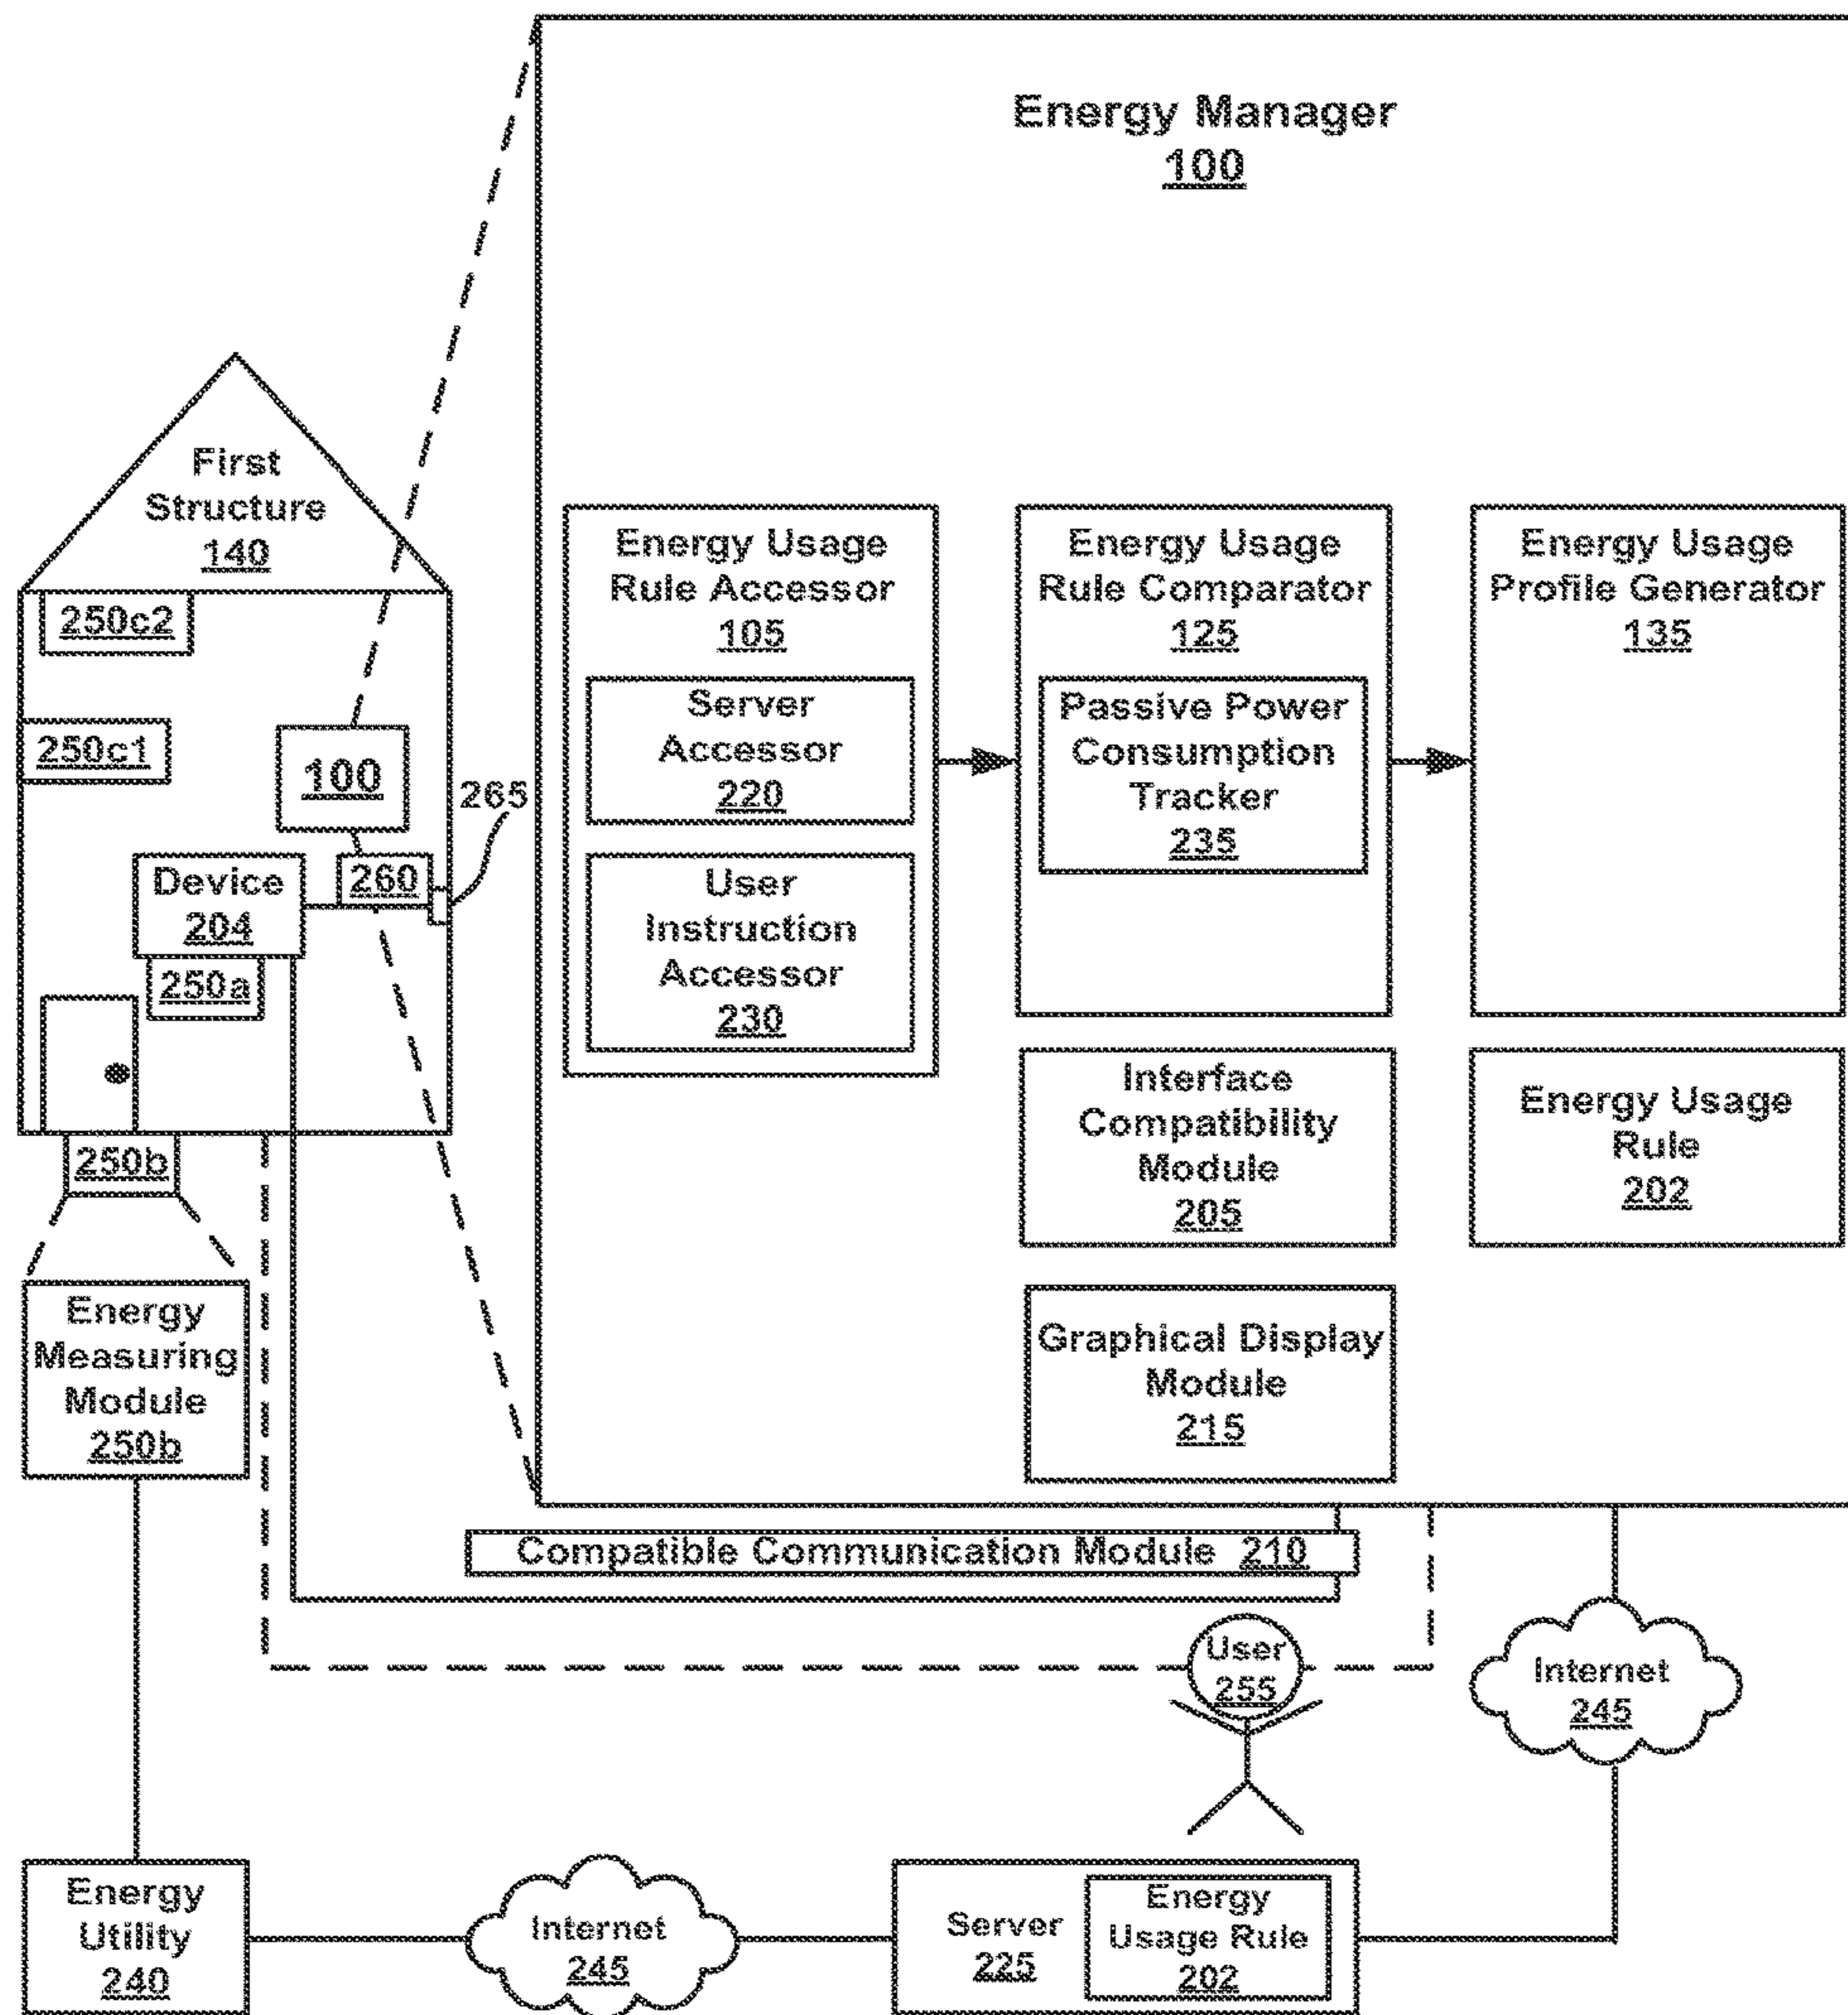 Energy Manager
100
First
Structure
140
250c2
250c1
100
265
260
Device
204
250a
250b
Energy
Measuring
Module
250b
Energy Usage
Rule Accessor
105
Server
Accessor
220
User
Instruction
Accessor
230
Energy Usage
Rule Comparator
125
Passive Power
Consumption
Tracker
235
Energy Usage
Profile Generator
135
Interface
Compatibility
Module
205
Energy Usage
Rule
202
Graphical Display
Module
215
Compatible Communication Module 210
User
255
Internet
245
Energy
Utility
240
Internet
245
Server
225
Energy
Usage Rule
202